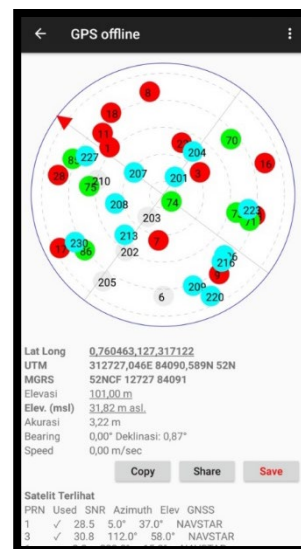 GPS offline
8
18
11
1
70
204
16
3
227
207
201
28
75
210
208
74
203
223
71
213
7
230
202
86
216
205
209
6
220
Lat Long 0,760463,127,317122
UTM 312727,046E 84090,589N 52N
MGRS 52NCF 12727 84091
Elevasi 101,00 m
Elev. (msl) 31,82 m asl.
Akurasi 3,22 m
Bearing 0,00° Deklinasi: 0,87°
Speed 0,00 m/sec
Copy Share Save
Satelit Terlihat
PRN Used SNR Azimuth Elev GNSS
1 ✓ 28.5 5.0° 37.0° NAVSTAR
3 ✓ 30.8 112.0° 58.0° NAVSTAR